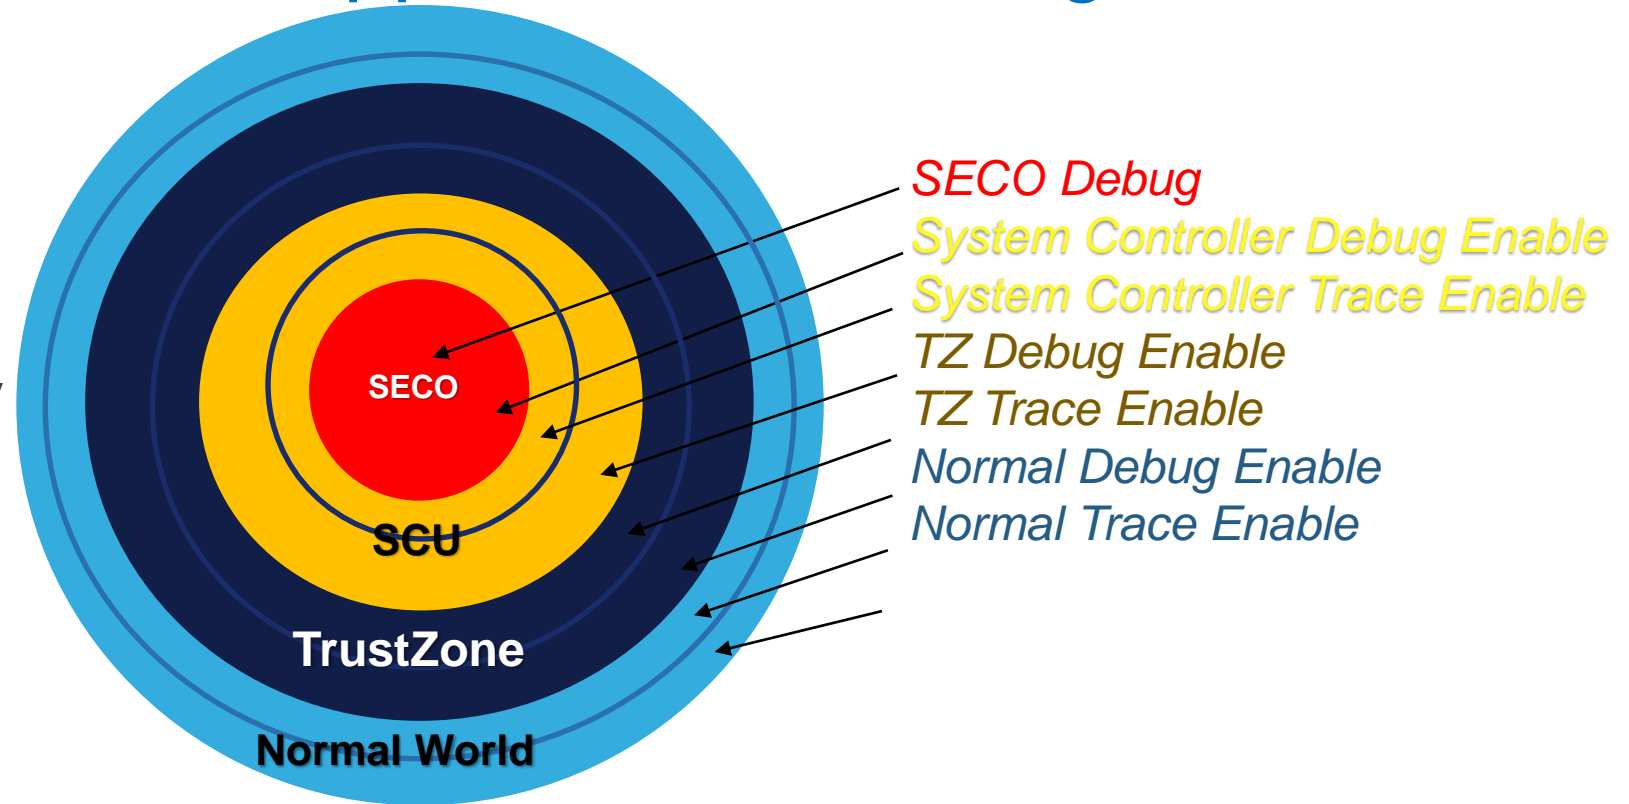 SECO Debug
System Controller Debug Enable
System Controller Trace Enable
TZ Debug Enable
TZ Trace Enable
Normal Debug Enable
Normal Trace Enable
SECO
SCU
TrustZone
Normal World